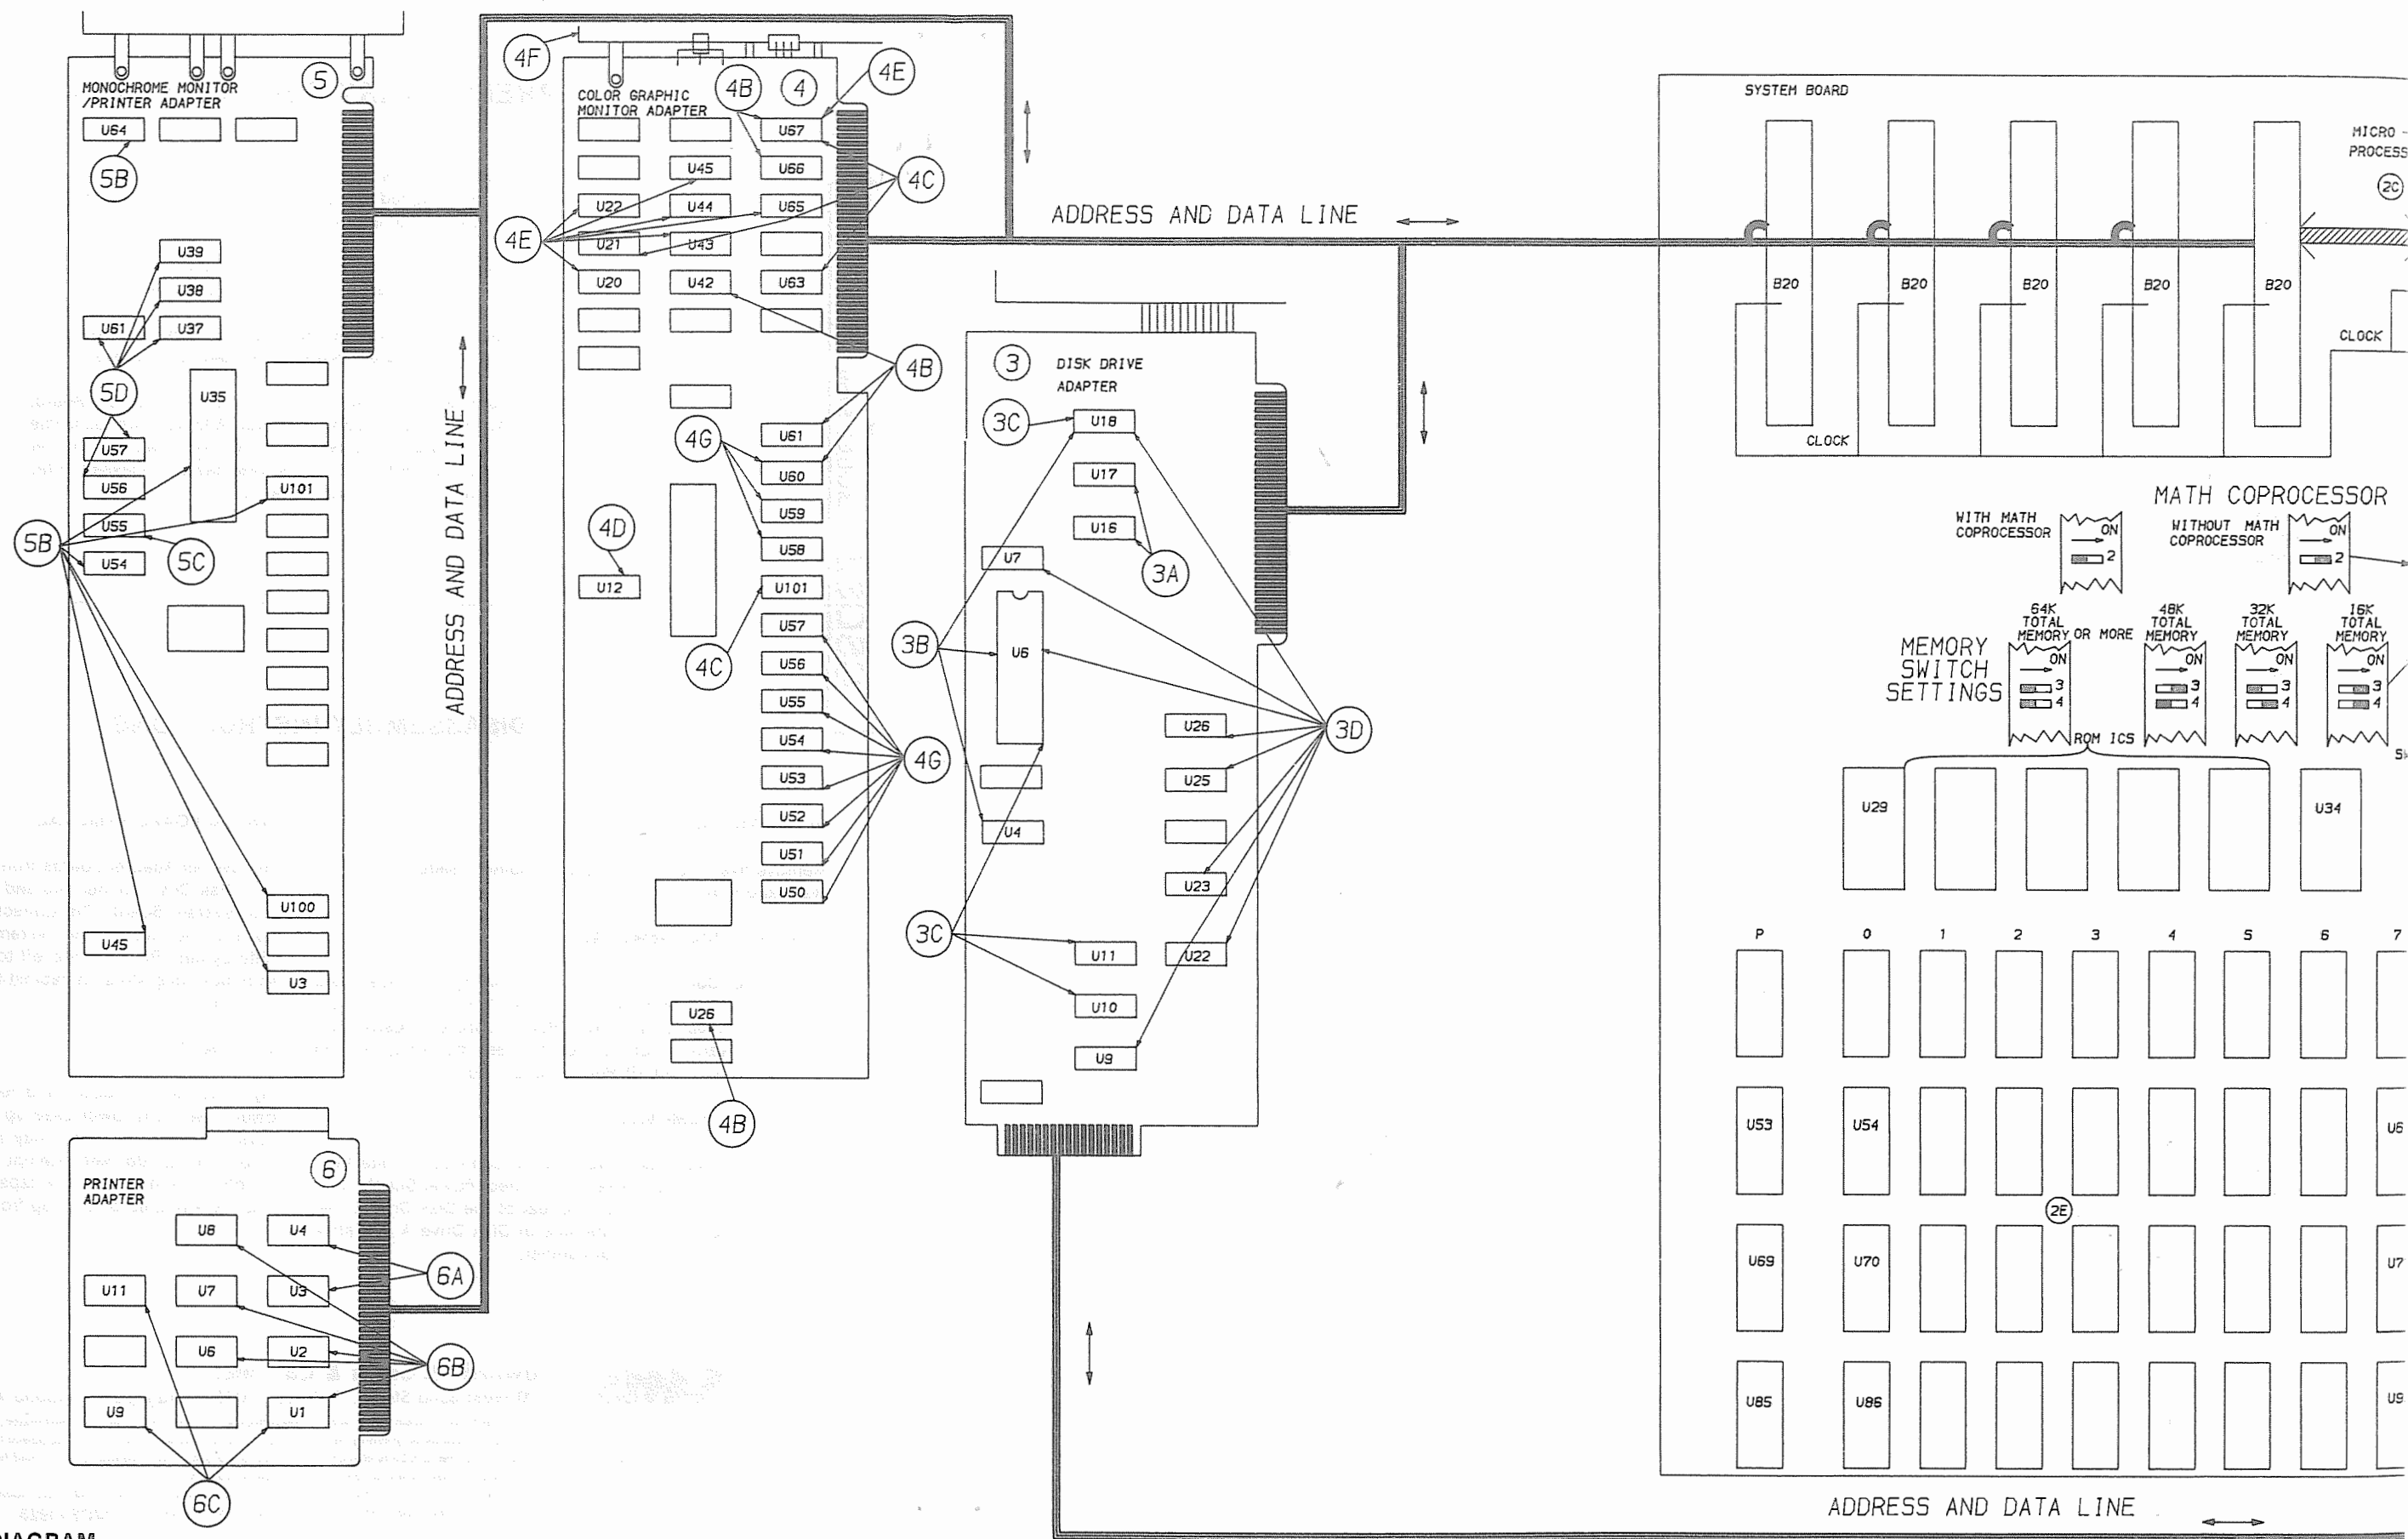 MONOCHROME MONITOR
/PRINTER ADAPTER
5
U64
5B
U39
U38
U61
U37
5D
U35
U57
U56
U101
U55
5B
5C
U54
U100
U45
U3
ADDRESS AND DATA LINE
PRINTER
ADAPTER
6
U8
U4
6A
U11
U7
U3
U6
U2
6B
U9
U1
6C
4F
COLOR GRAPHIC
MONITOR ADAPTER
4B
4
4E
U67
U45
U66
4C
U22
U44
U65
4E
U21
U43
U20
U42
U63
4B
4G
U61
U60
U59
4D
U58
U12
U101
U57
4C
U56
U55
U54
4G
U53
U52
U51
U50
U26
4B
ADDRESS AND DATA LINE
3
DISK DRIVE
ADAPTER
3C
U18
U17
U16
U7
3A
3B
U6
3D
U26
U25
U4
U23
3C
U11
U22
U10
U9
SYSTEM BOARD
MICRO-
PROCESS
2C
B20
B20
B20
B20
B20
CLOCK
CLOCK
MATH COPROCESSOR
WITH MATH
COPROCESSOR
ON
2
WITHOUT MATH
COPROCESSOR
ON
2
MEMORY
SWITCH
SETTINGS
64K
TOTAL
MEMORY OR MORE
ON
3
4
48K
TOTAL
MEMORY
ON
3
4
32K
TOTAL
MEMORY
ON
3
4
16K
TOTAL
MEMORY
ON
3
4
ROM ICS
U29
U34
P 0 1 2 3 4 5 6 7
U53
U54
2E
U69
U70
U85
U86
ADDRESS AND DATA LINE